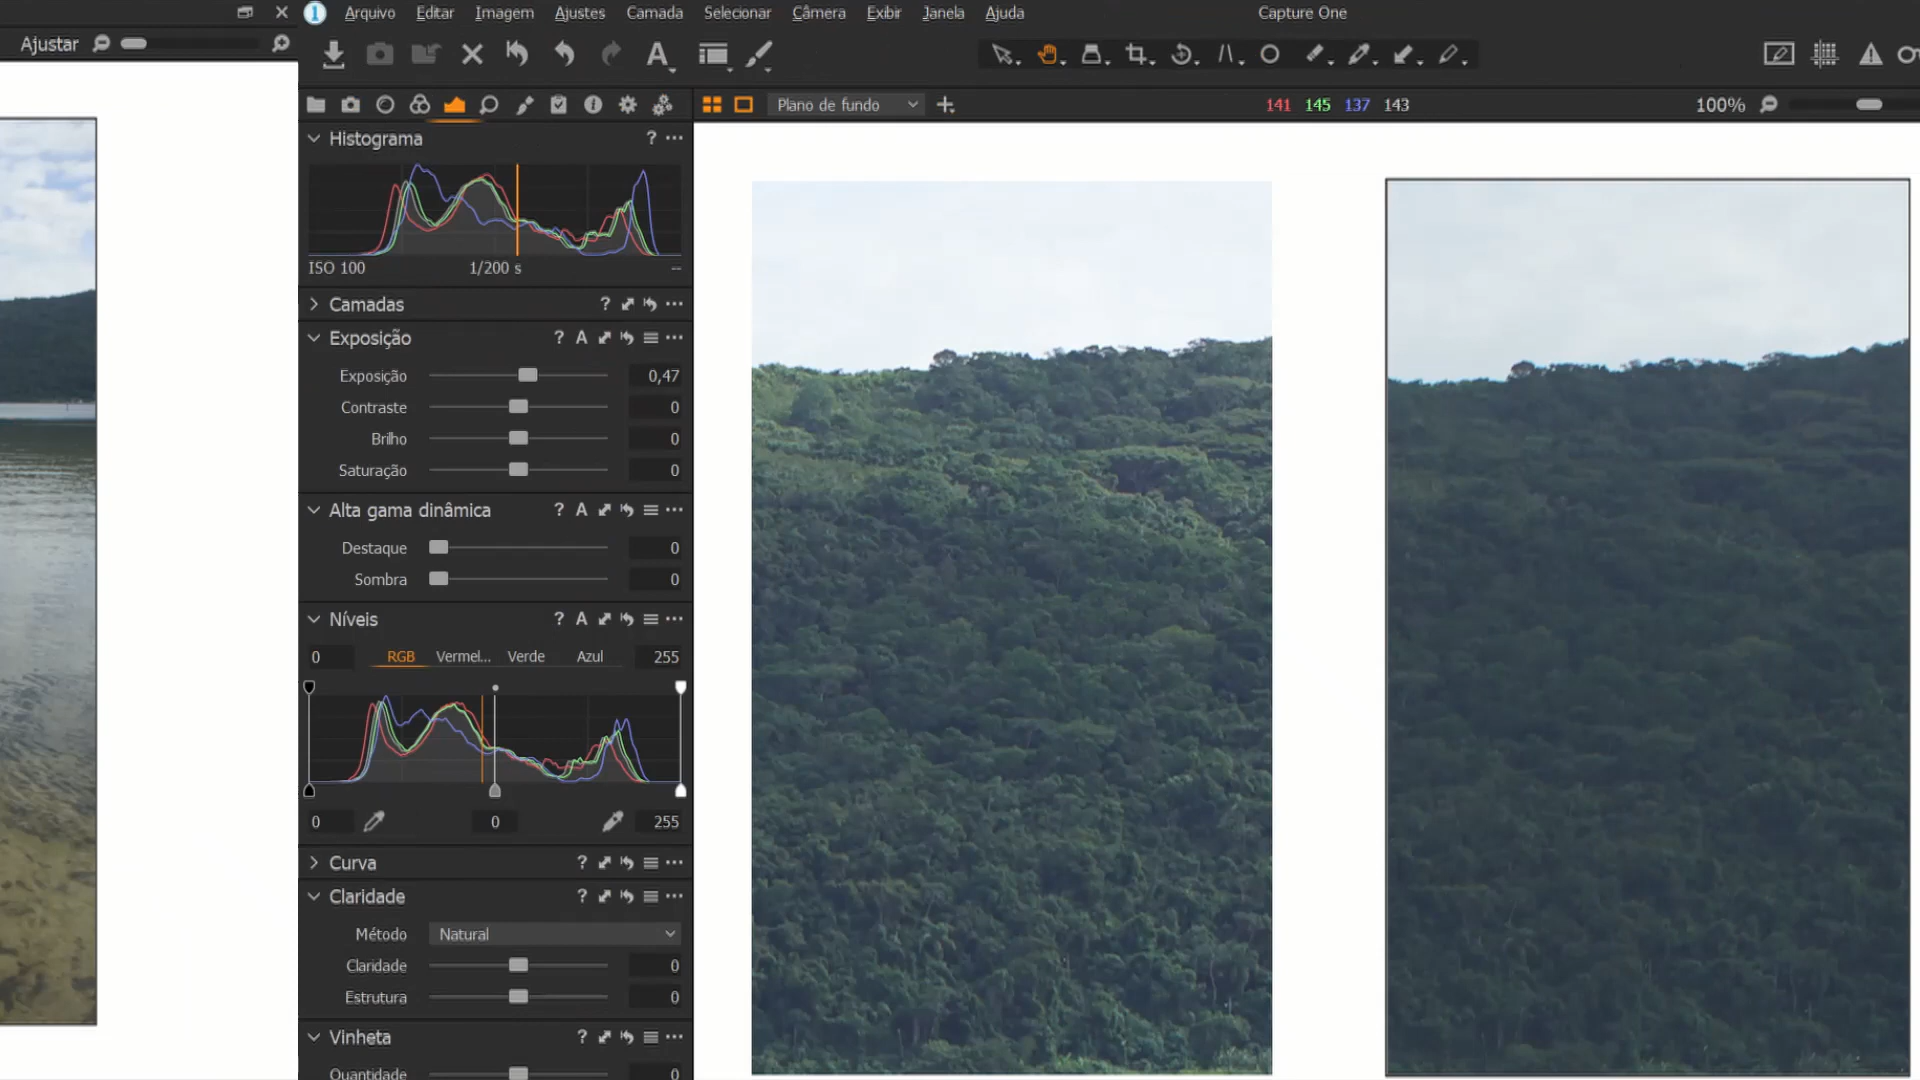 Arquivo Editar Imagem Ajustes Camada Selecionar Câmera Exibir Janela Ajuda Capture One
Ajustar
Plano de fundo 141 145 137 143 100%
Histograma ?
ISO 100 1/200 s --
Camadas ?
Exposição ? A
Exposição 0,47
Contraste 0
Brilho 0
Saturação 0
Alta gama dinâmica ? A
Destaque 0
Sombra 0
Níveis ? A
0 RGB Vermel... Verde Azul 255
0 0 255
Curva ?
Claridade ?
Método Natural
Claridade 0
Estrutura 0
Vinheta ?
Quantidade 0